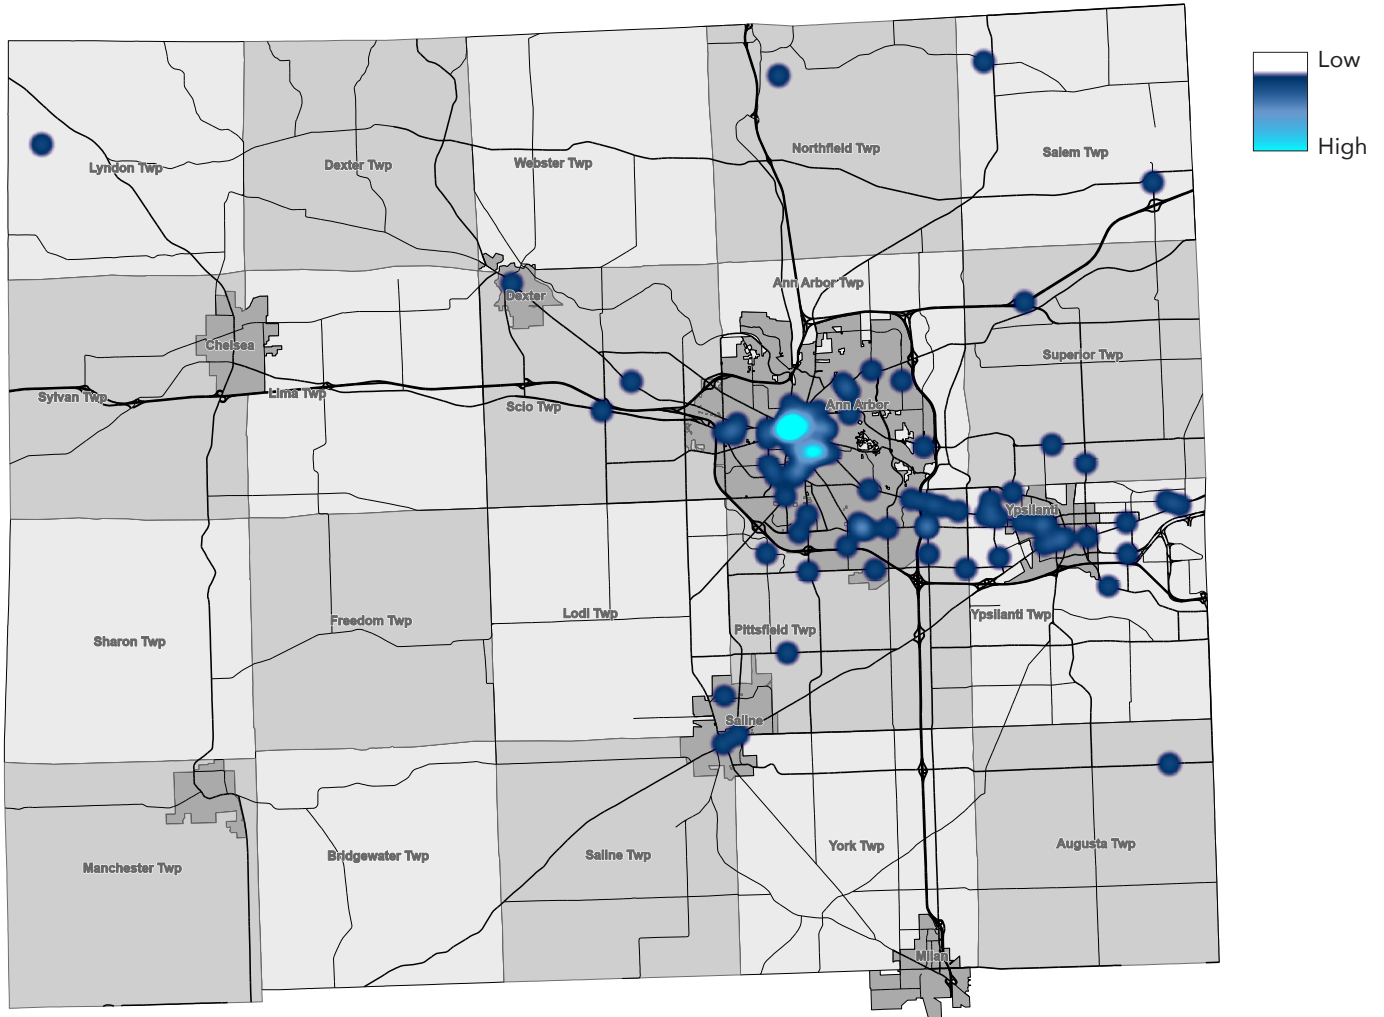 Low
High
Lyndon Twp
Dexter Twp
Webster Twp
Northfield Twp
Salem Twp
Dexter
Ann Arbor Twp
Chelsea
Superior Twp
Sylvan Twp
Lima Twp
Scio Twp
Ann Arbor
Ypsilanti
Sharon Twp
Freedom Twp
Lodi Twp
Pittsfield Twp
Ypsilanti Twp
Saline
Manchester Twp
Bridgewater Twp
Saline Twp
York Twp
Augusta Twp
Milan